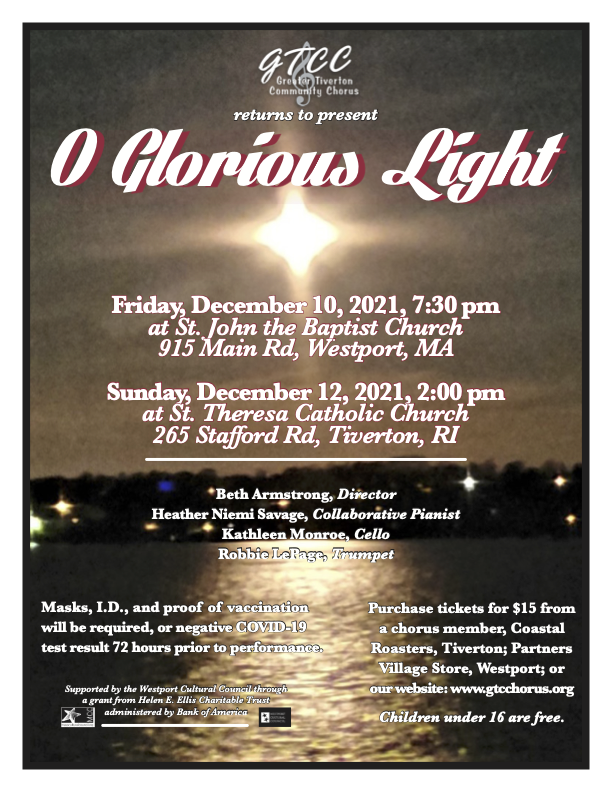 GTCC
Greater Tiverton
Community Chorus
returns to present
O Glorious Light
Friday, December 10, 2021, 7:30 pm
at St. John the Baptist Church
915 Main Rd, Westport, MA
Sunday, December 12, 2021, 2:00 pm
at St. Theresa Catholic Church
265 Stafford Rd, Tiverton, RI
Beth Armstrong, Director
Heather Niemi Savage, Collaborative Pianist
Kathleen Monroe, Cello
Robbie LePage, Trumpet
Masks, I.D., and proof of vaccination
will be required, or negative COVID-19
test result 72 hours prior to performance.
Supported by the Westport Cultural Council through
a grant from Helen E. Ellis Charitable Trust
administered by Bank of America
MCC
Purchase tickets for $15 from
a chorus member, Coastal
Roasters, Tiverton; Partners
Village Store, Westport; or
our website: www.gtcchorus.org
Children under 16 are free.